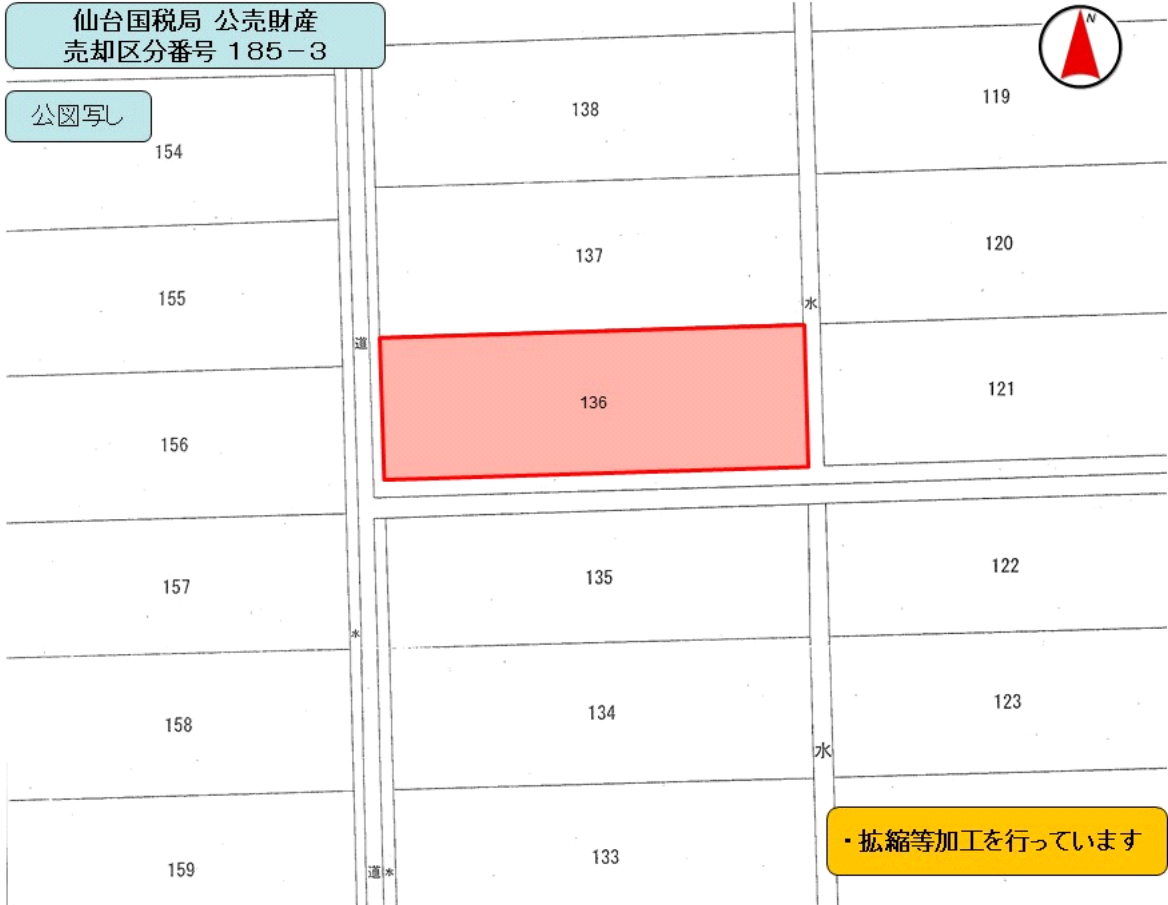 仙台国税局 公売財産
売却区分番号 185-3
N
公図写し
138
119
154
137
120
155
水
道
136
121
156
135
122
157
水
134
123
158
水
133
・拡縮等加工を行っています
159
道
水